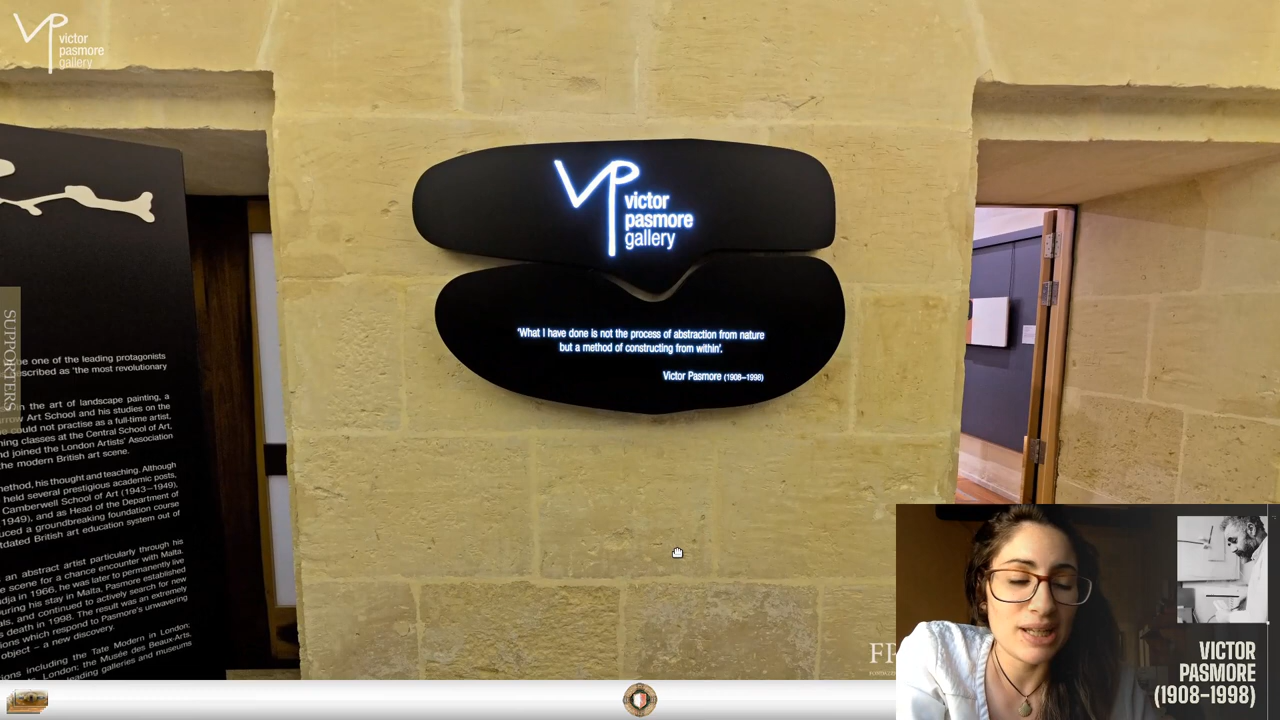 victor
pasmore
gallery
victor
pasmore
gallery
'What I have done is not the process of abstraction from nature
but a method of constructing from within'.
Victor Pasmore (1908–1998)
SUPPORTERS
be one of the leading protagonists
escribed as 'the most revolutionary
in the art of landscape painting, a
Art School and his studies on the
could not practise as a full-time artist,
classes at the Central School of Art,
and joined the London Artists' Association
the modern British art scene.
method, his thought and teaching. Although
held several prestigious academic posts,
Camberwell School of Art (1943–1949),
1949), and as Head of the Department of
uced a groundbreaking foundation course
tdated British art education system out of
an abstract artist particularly through his
scene for a chance encounter with Malta.
in 1966, he was later to permanently live
uring his stay in Malta. Pasmore established
als, and continued to actively search for new
death in 1998. The result was an extremely
ions which respond to Pasmore's unwavering
object – a new discovery.
ions including the Tate Modern in London;
London; the Musée des Beaux-Arts,
leading galleries and museums
VICTOR
PASMORE
(1908–1998)